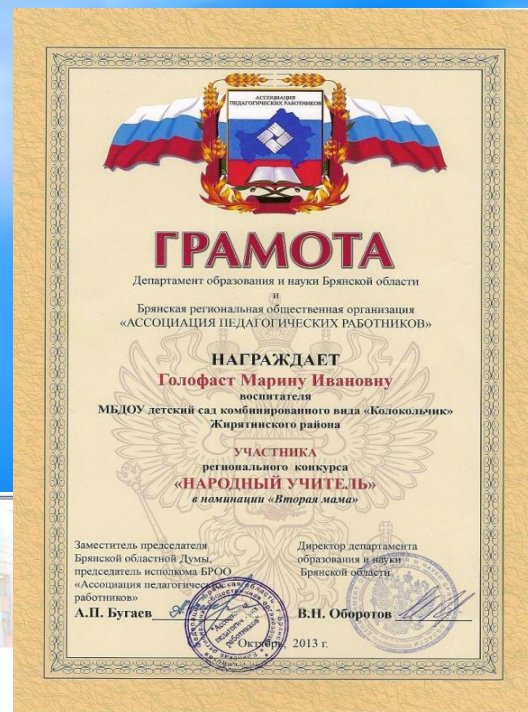 АССОЦИАЦИЯ
ПЕДАГОГИЧЕСКИХ РАБОТНИКОВ
ГРАМОТА
Департамент образования и науки Брянской области
и
Брянская региональная общественная организация
«АССОЦИАЦИЯ ПЕДАГОГИЧЕСКИХ РАБОТНИКОВ»
НАГРАЖДАЕТ
Голофаст Марину Ивановну
воспитателя
МБДОУ детский сад комбинированного вида «Колокольчик»
Жирятинского района
УЧАСТНИКА
регионального конкурса
«НАРОДНЫЙ УЧИТЕЛЬ»
в номинации «Вторая мама»
Заместитель председателя
Брянской областной Думы,
председатель исполкома БРОО
«Ассоциация педагогических
работников»
А.П. Бугаев
Директор департамента
образования и науки
Брянской области
В.Н. Оборотов
Октябрь, 2013 г.
"Ассоциация
педагогич
работников"